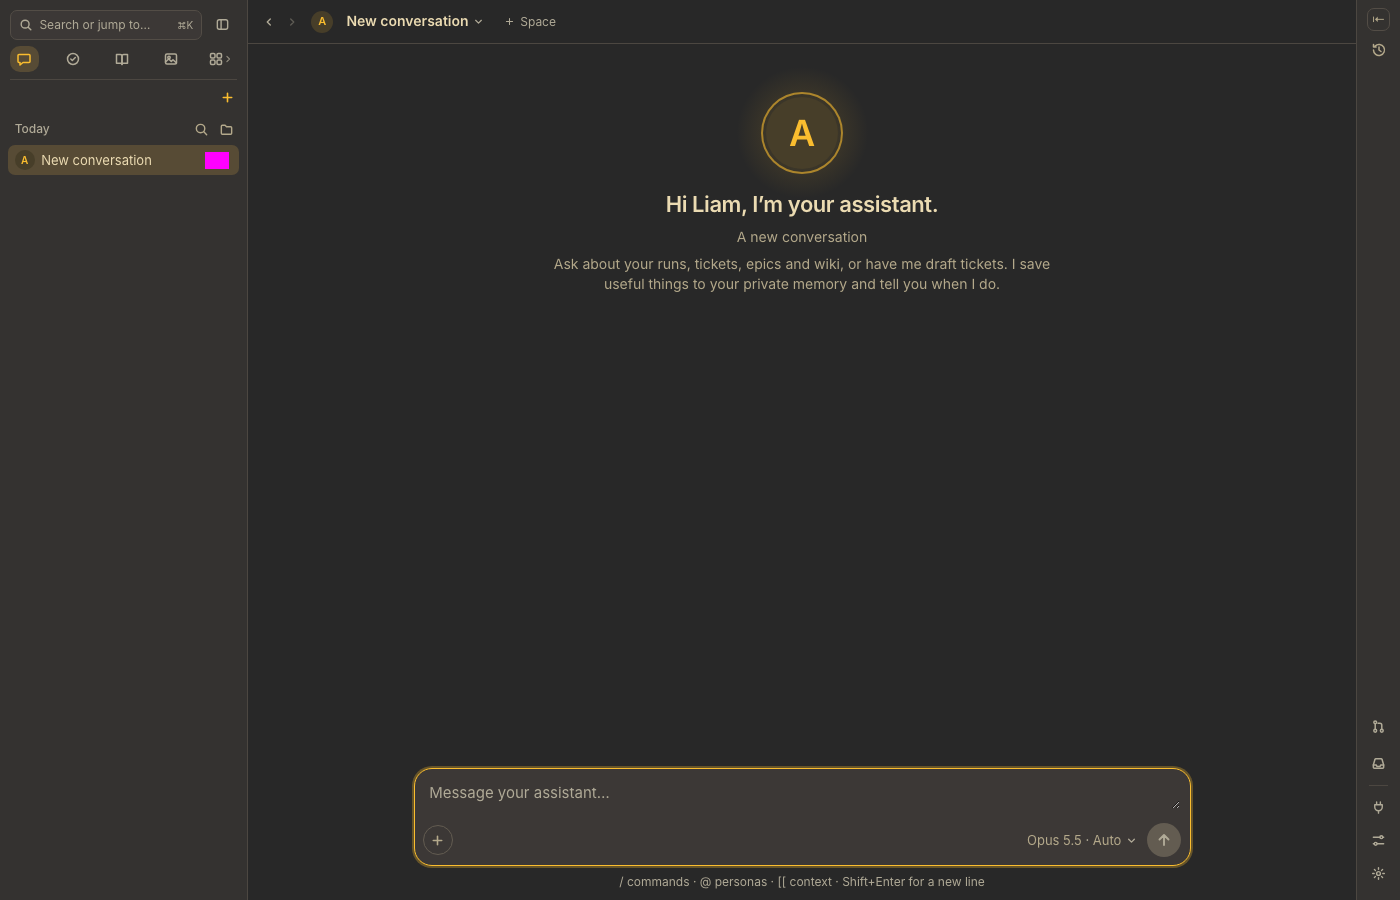 Search or jump to... ⌘K
A New conversation
+ Space
Today
A New conversation
A
Hi Liam, I’m your assistant.
A new conversation
Ask about your runs, tickets, epics and wiki, or have me draft tickets. I save
useful things to your private memory and tell you when I do.
Message your assistant...
Opus 5.5 · Auto
/ commands · @ personas · [[ context · Shift+Enter for a new line